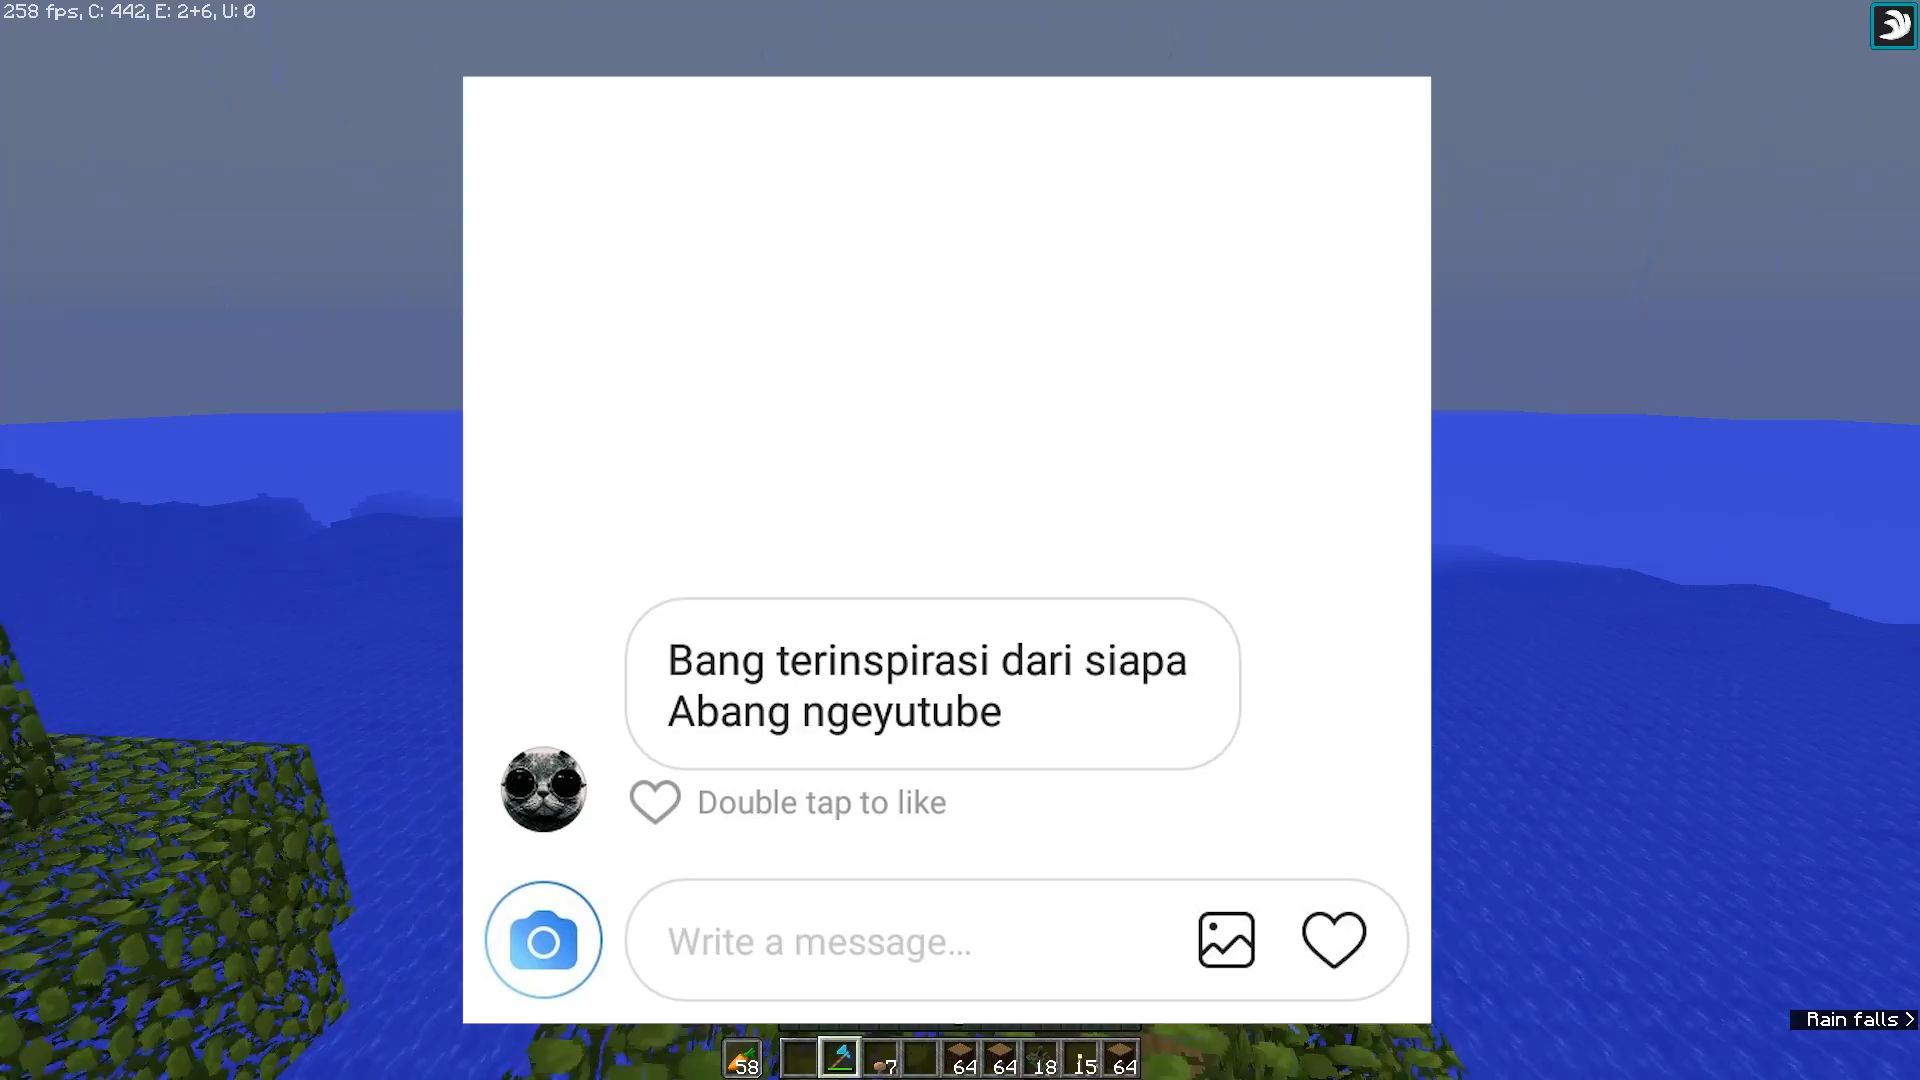 258 fps, C: 442, E: 2+6, U: 0
Bang terinspirasi dari siapa
Abang ngeyutube
Double tap to like
Write a message...
Rain falls >
58 7 64 64 18 15 64